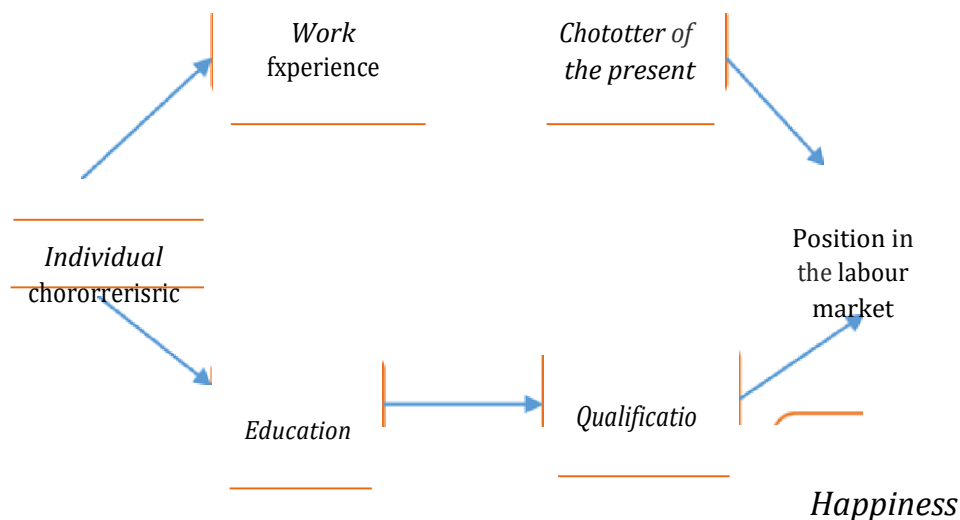 Work
fxperience
Chototter of
the present
Individual
chororrerisric
Position in
the labour
market
Education
Qualificatio
Happiness